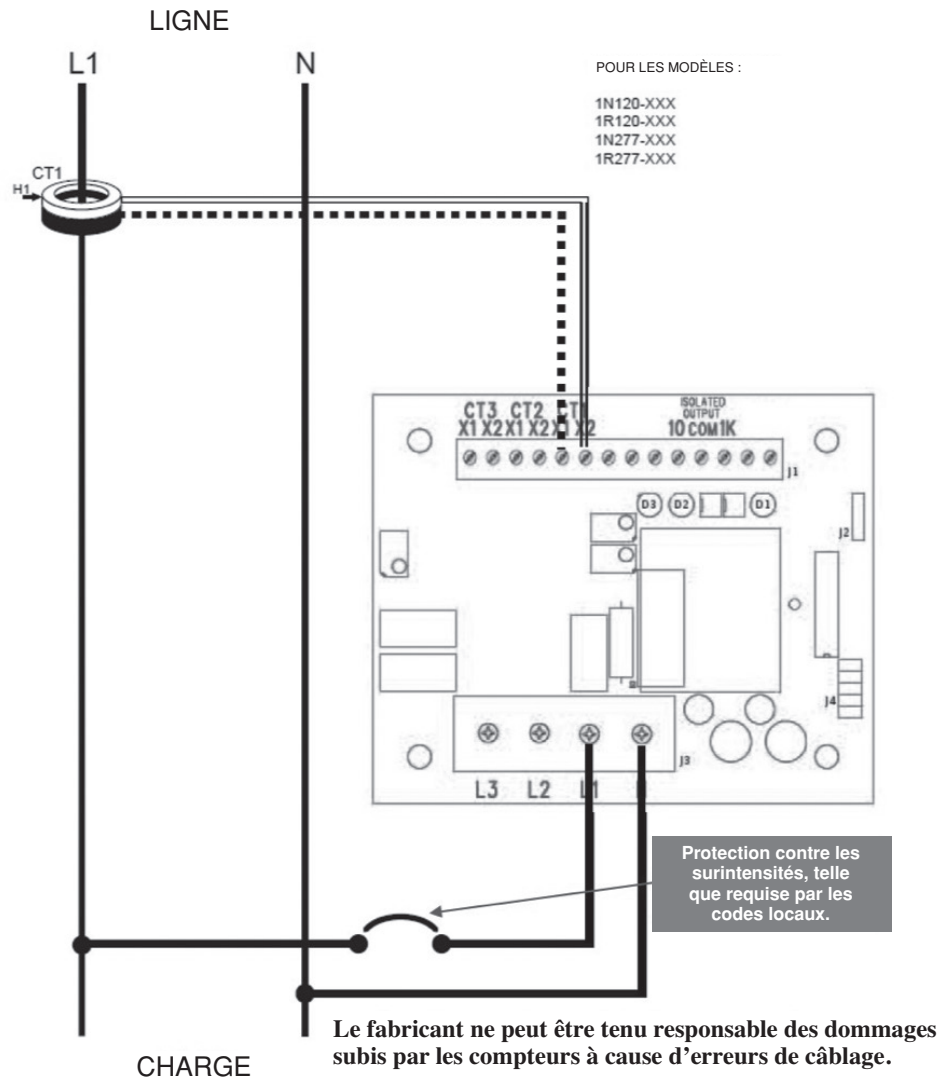 LIGNE
L1 N
POUR LES MODÈLES :
1N120-XXX
1R120-XXX
1N277-XXX
1R277-XXX
CT1
H1
CT3 CT2 CT1
X1 X2 X1 X2 X1 X2
ISOLATED
OUTPUT
10 COM 1K
J1
D3 D2 D1
J2
J4
J3
L3 L2 L1 N
Protection contre les
surintensités, telle
que requise par les
codes locaux.
Le fabricant ne peut être tenu responsable des dommages
subis par les compteurs à cause d'erreurs de câblage.
CHARGE